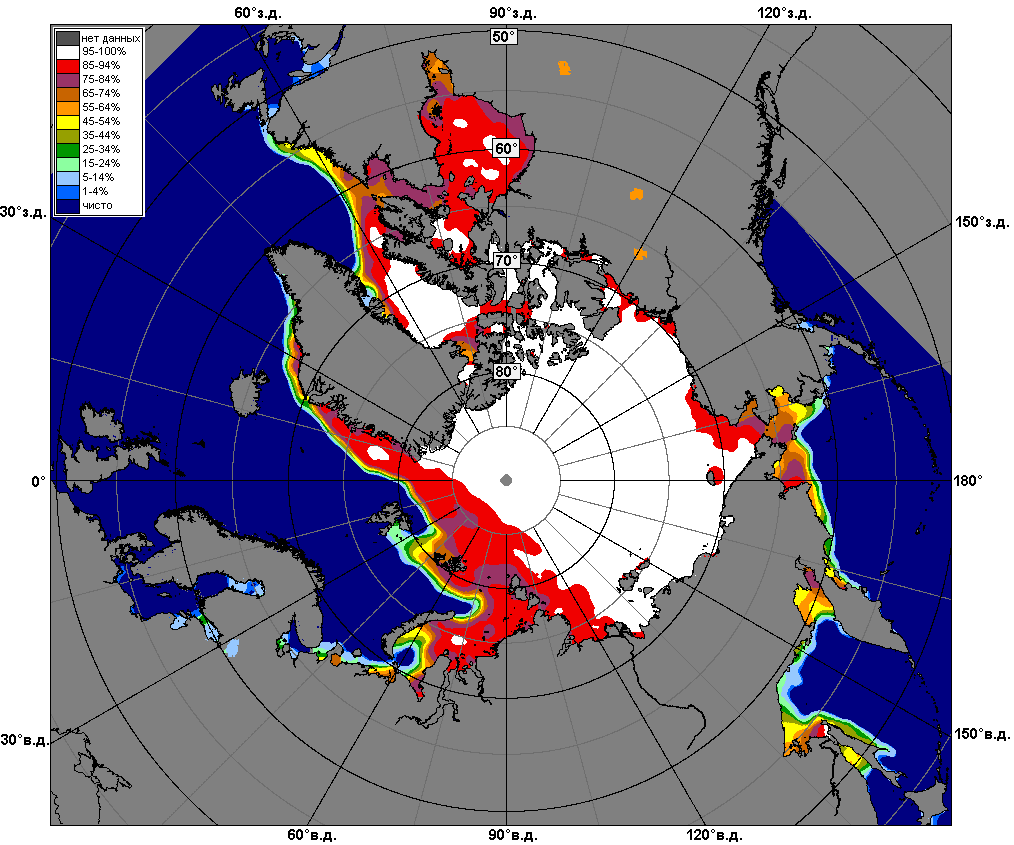 60°з.д.
90°з.д.
120°з.д.
нет данных
95-100%
85-94%
75-84%
65-74%
55-64%
45-54%
35-44%
25-34%
15-24%
5-14%
1-4%
чисто
50°
60°
70°
80°
30°з.д.
150°з.д.
0°
180°
30°в.д.
150°в.д.
60°в.д.
90°в.д.
120°в.д.